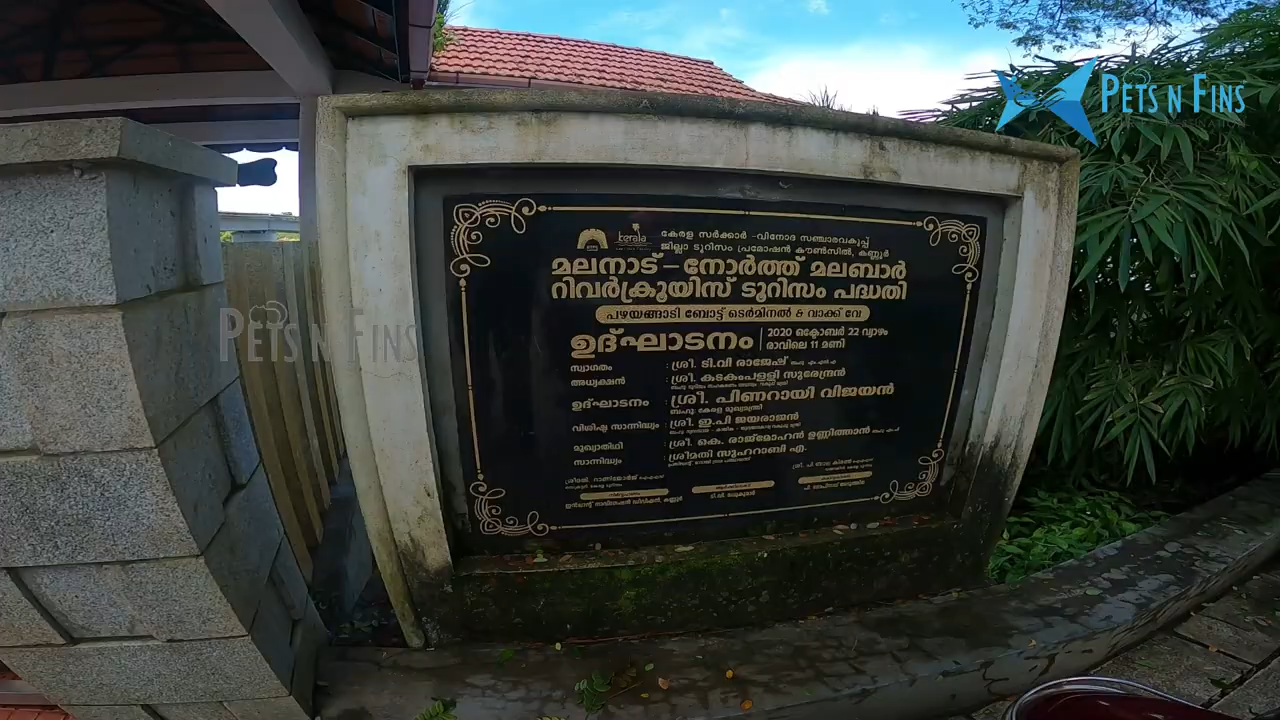 PETS N FINS
kerala
കേരള സർക്കാർ -വിനോദ സഞ്ചാരവകുപ്പ്
ജില്ലാ ടൂറിസം പ്രമോഷൻ കൗൺസിൽ, കണ്ണൂർ
മലനാട് – നോർത്ത് മലബാർ
റിവർക്രൂയിസ് ടൂറിസം പദ്ധതി
പഴയങ്ങാടി ബോട്ട് ടെർമിനൽ & വാക്ക് വേ
ഉദ്ഘാടനം 2020 ഒക്ടോബർ 22 വ്യാഴം
രാവിലെ 11 മണി
സ്വാഗതം : ശ്രീ. ടി.വി രാജേഷ്
അധ്യക്ഷൻ : ശ്രീ. കടകംപള്ളി സുരേന്ദ്രൻ
ഉദ്ഘാടനം : ശ്രീ. പിണറായി വിജയൻ
ബഹു: കേരള മുഖ്യമന്ത്രി
വിശിഷ്ട സാന്നിദ്ധ്യം : ശ്രീ. ഇ.പി ജയരാജൻ
മുഖ്യാതിഥി : ശ്രീ. കെ. രാജ്മോഹൻ ഉണ്ണിത്താൻ
സാന്നിദ്ധ്യം : ശ്രീമതി സുഹറാബി എ.
PETS N FINS